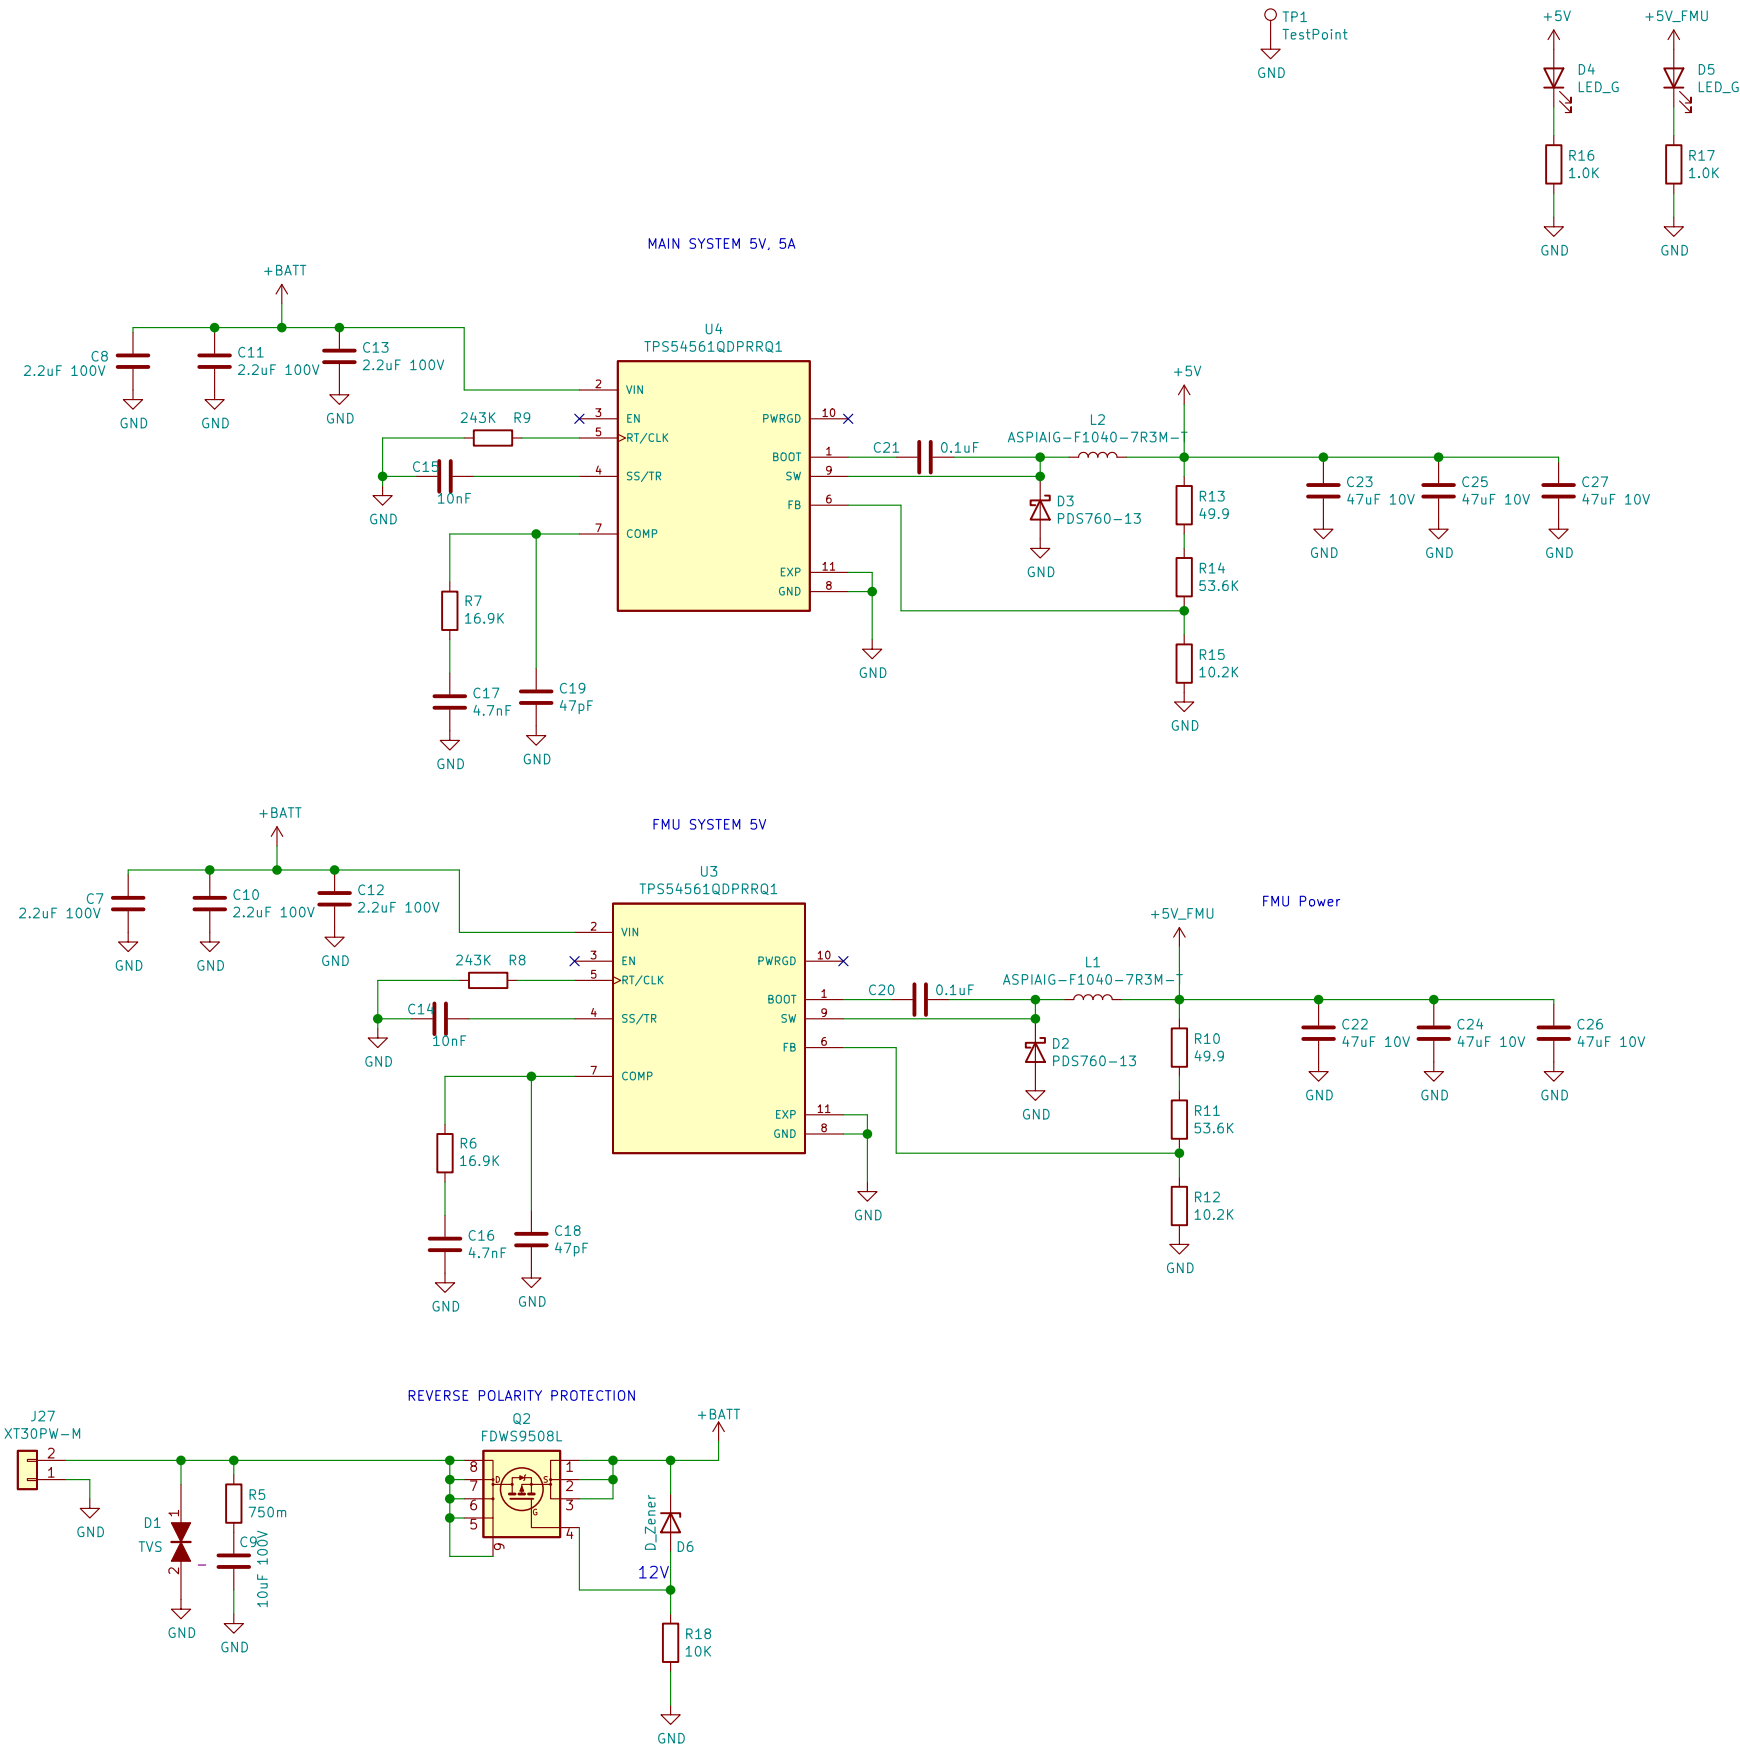 TP1
TestPoint
GND
+5V
D4
LED_G
R16
1.0K
GND
+5V_FMU
D5
LED_G
R17
1.0K
GND
MAIN SYSTEM 5V, 5A
+BATT
C8
2.2uF 100V
GND
C11
2.2uF 100V
GND
C13
2.2uF 100V
GND
243K R9
C15
10nF
GND
R7
16.9K
C17
4.7nF
GND
C19
47pF
GND
U4
TPS54561QDPRRQ1
2 VIN
3 EN
5 RT/CLK
4 SS/TR
7 COMP
PWRGD 10
BOOT 1
SW 9
FB 6
EXP 11
GND 8
GND
C21 0.1uF
D3
PDS760-13
GND
L2
ASPIAIG-F1040-7R3M-T
+5V
R13
49.9
R14
53.6K
R15
10.2K
GND
C23
47uF 10V
GND
C25
47uF 10V
GND
C27
47uF 10V
GND
FMU SYSTEM 5V
+BATT
C7
2.2uF 100V
GND
C10
2.2uF 100V
GND
C12
2.2uF 100V
GND
243K R8
C14
10nF
GND
R6
16.9K
C16
4.7nF
GND
C18
47pF
GND
U3
TPS54561QDPRRQ1
2 VIN
3 EN
5 RT/CLK
4 SS/TR
7 COMP
PWRGD 10
BOOT 1
SW 9
FB 6
EXP 11
GND 8
GND
C20 0.1uF
D2
PDS760-13
GND
L1
ASPIAIG-F1040-7R3M-T
+5V_FMU
FMU Power
R10
49.9
R11
53.6K
R12
10.2K
GND
C22
47uF 10V
GND
C24
47uF 10V
GND
C26
47uF 10V
GND
REVERSE POLARITY PROTECTION
J27
XT30PW-M
2
1
GND
D1
TVS
1
2
GND
R5
750m
C9
10uF 100V
GND
Q2
FDWS9508L
8
7
6
5
9
D
S
G
1
2
3
4
+BATT
D_Zener
D6
12V
R18
10K
GND